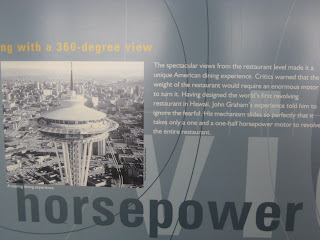 ng with a 360-degree view
The spectacular views from the restaurant level made it a
unique American dining experience. Critics warned that the
weight of the restaurant would require an enormous motor
to turn it. Having designed the world's first revolving
restaurant in Hawaii, John Graham's experience told him to
ignore the fearful. His mechanism slides so perfectly that it
takes only a one and a one-half horsepower motor to revolve
the entire restaurant.
dining experience
horsepower